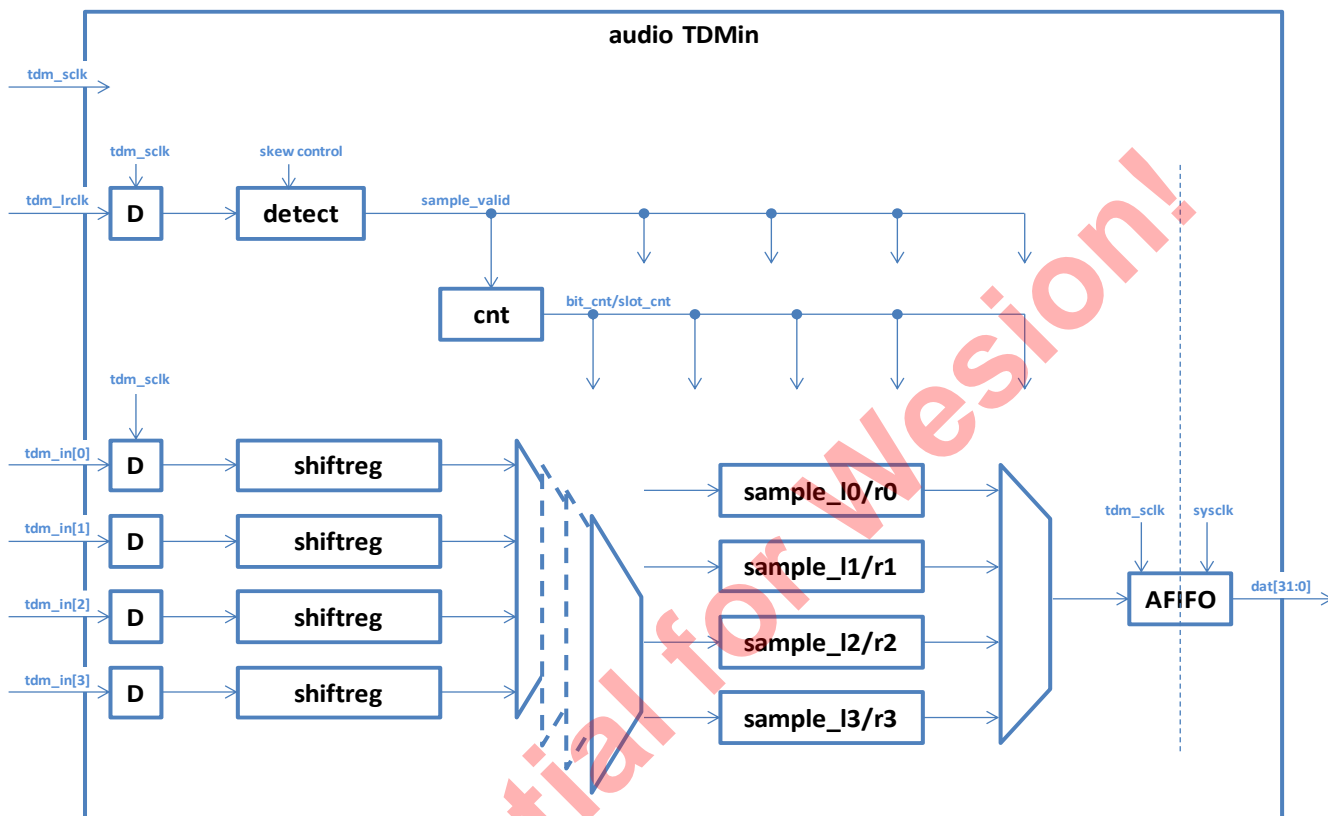 audio TDMin
tdm_sclk
tdm_sclk
skew control
tdm_lrclk
D
detect
sample_valid
cnt
bit_cnt/slot_cnt
tdm_sclk
tdm_in[0]
D
shiftreg
sample_l0/r0
tdm_in[1]
D
shiftreg
sample_l1/r1
tdm_sclk
sysclk
tdm_in[2]
D
shiftreg
sample_l2/r2
AFIFO
dat[31:0]
tdm_in[3]
D
shiftreg
sample_l3/r3
tial for Wesion!